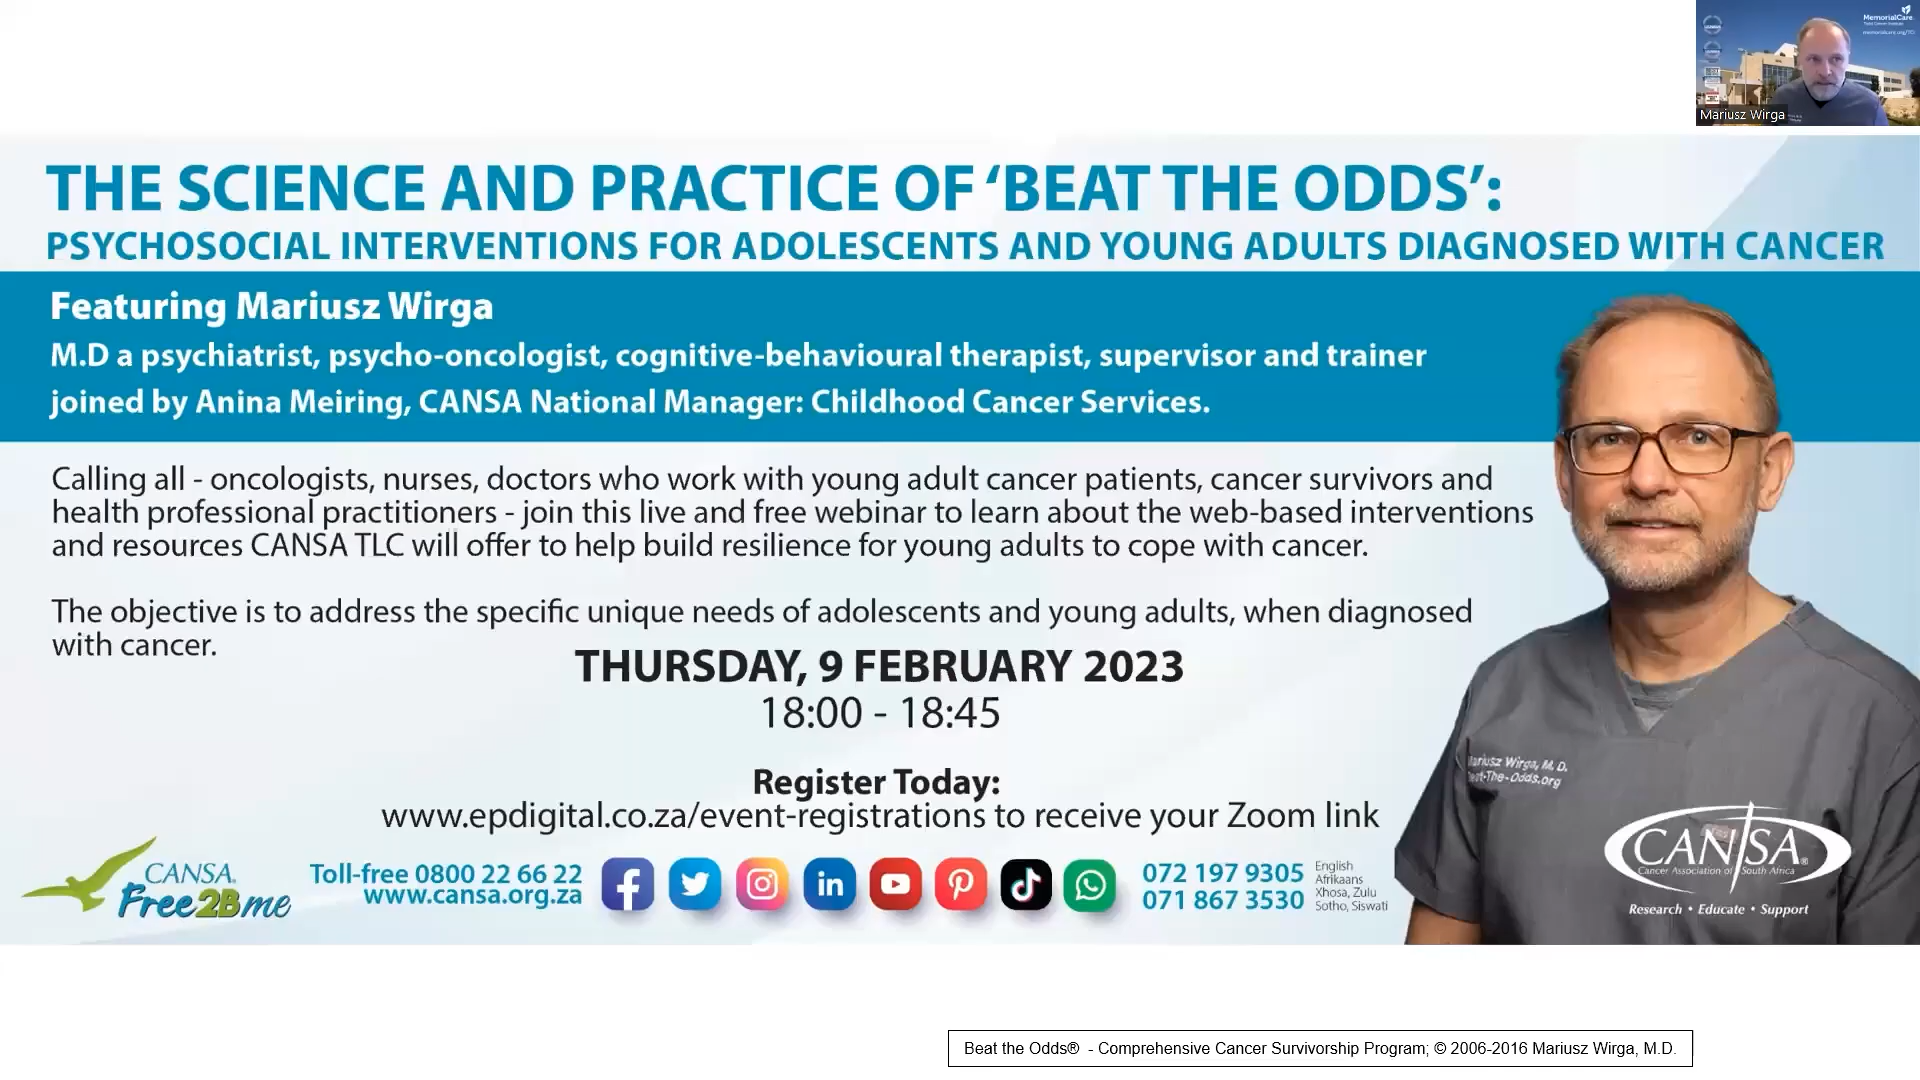 MemorialCare
Mariusz Wirga
THE SCIENCE AND PRACTICE OF ‘BEAT THE ODDS’:
PSYCHOSOCIAL INTERVENTIONS FOR ADOLESCENTS AND YOUNG ADULTS DIAGNOSED WITH CANCER
Featuring Mariusz Wirga
M.D a psychiatrist, psycho-oncologist, cognitive-behavioural therapist, supervisor and trainer
joined by Anina Meiring, CANSA National Manager: Childhood Cancer Services.
Calling all - oncologists, nurses, doctors who work with young adult cancer patients, cancer survivors and
health professional practitioners - join this live and free webinar to learn about the web-based interventions
and resources CANSA TLC will offer to help build resilience for young adults to cope with cancer.
The objective is to address the specific unique needs of adolescents and young adults, when diagnosed
with cancer.
THURSDAY, 9 FEBRUARY 2023
18:00 - 18:45
Register Today:
www.epdigital.co.za/event-registrations to receive your Zoom link
Mariusz Wirga, M. D.
Beat-The-Odds.org
CANSA®
Cancer Association of South Africa
Research • Educate • Support
CANSA®
Free2Bme
Toll-free 0800 22 66 22
www.cansa.org.za
072 197 9305
071 867 3530
English
Afrikaans
Xhosa, Zulu
Sotho, Siswati
Beat the Odds® - Comprehensive Cancer Survivorship Program; © 2006-2016 Mariusz Wirga, M.D.